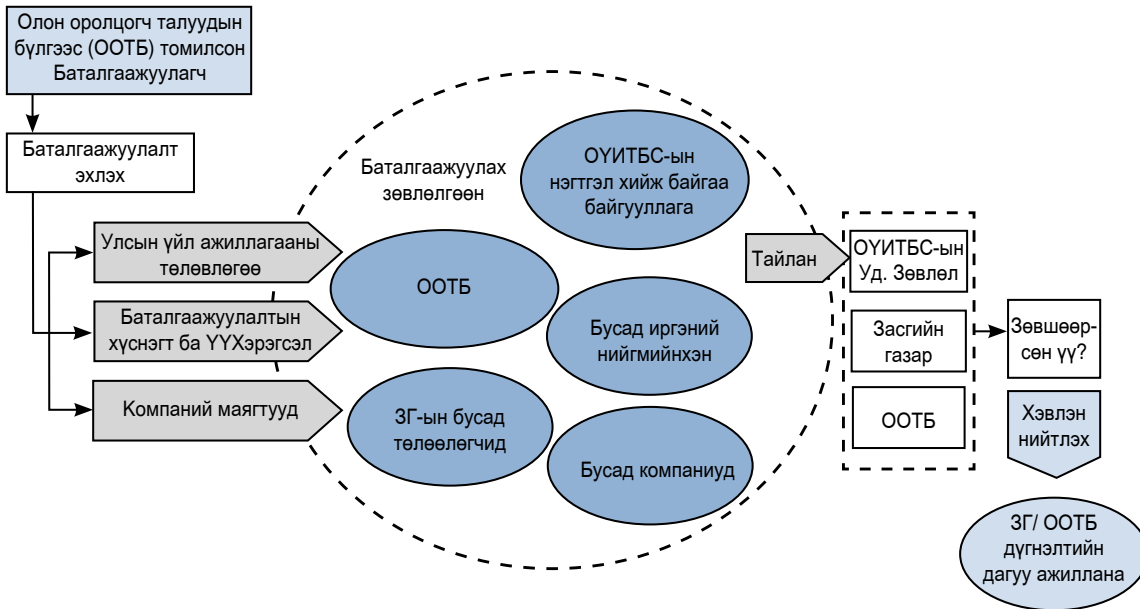 Олон оролцогч талуудын
бүлгээс (ООТБ) томилсон
Баталгаажуулагч
Баталгаажуулалт
эхлэх
Улсын үйл ажиллагааны
төлөвлөгөө
Баталгаажуулалтын
хүснэгт ба ҮҮХэрэгсэл
Компаний маягтууд
Баталгаажуулах
зөвлөлгөөн
ОҮИТБС-ын
нэгтгэл хийж байгаа
байгууллага
ООТБ
Бусад иргэний
нийгмийнхэн
ЗГ-ын бусад
төлөөлөгчид
Бусад компаниуд
Тайлан
ОҮИТБС-ын
Уд. Зөвлөл
Засгийн
газар
ООТБ
Зөвшөөр-
сөн үү?
Хэвлэн
нийтлэх
ЗГ/ ООТБ
дүгнэлтийн
дагуу ажиллана